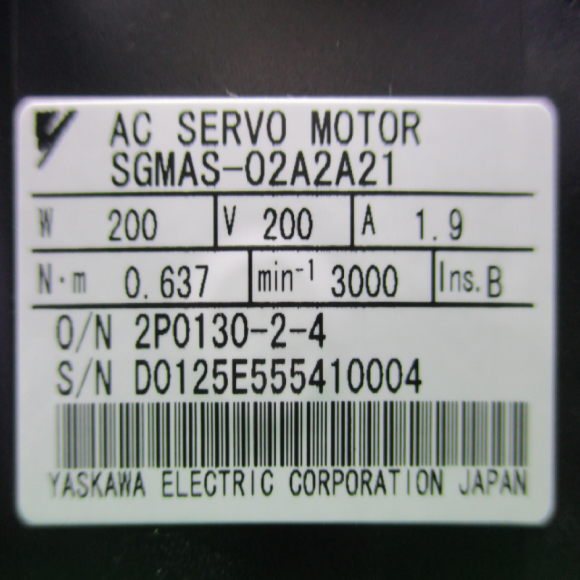 AC SERVO MOTOR
SGMAS-02A2A21
W 200 V 200 A 1.9
N·m 0.637 min⁻¹ 3000 Ins. B
O/N 2P0130-2-4
S/N D0125E555410004
YASKAWA ELECTRIC CORPORATION JAPAN